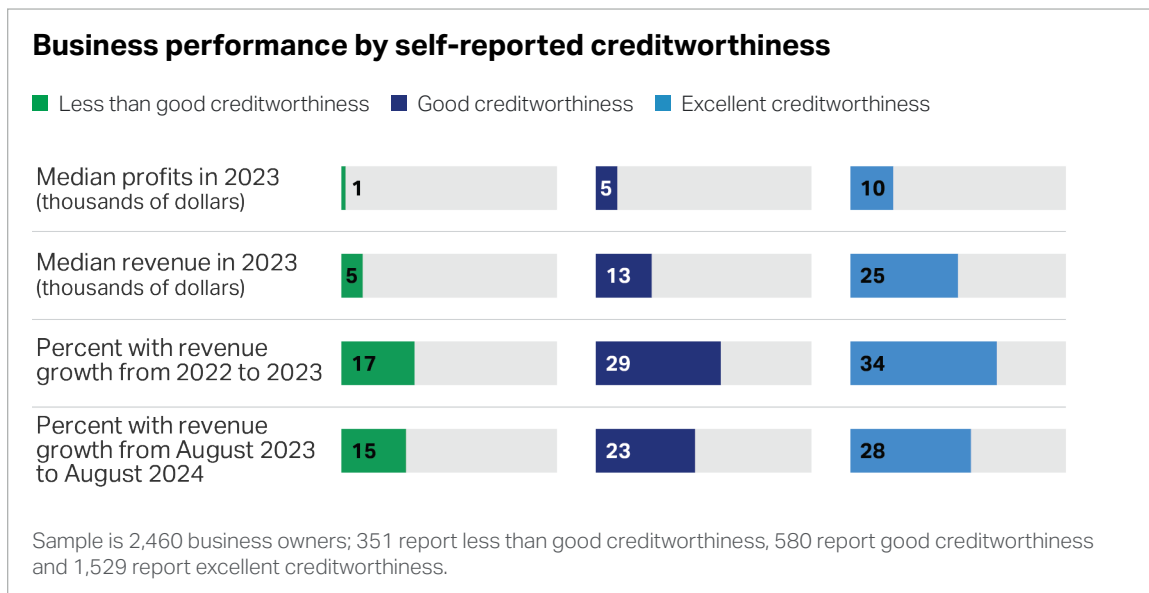 Business performance by self-reported creditworthiness
Less than good creditworthiness Good creditworthiness Excellent creditworthiness
Median profits in 2023
(thousands of dollars)
1 5 10
Median revenue in 2023
(thousands of dollars)
5 13 25
Percent with revenue
growth from 2022 to 2023
17 29 34
Percent with revenue
growth from August 2023
to August 2024
15 23 28
Sample is 2,460 business owners; 351 report less than good creditworthiness, 580 report good creditworthiness
and 1,529 report excellent creditworthiness.